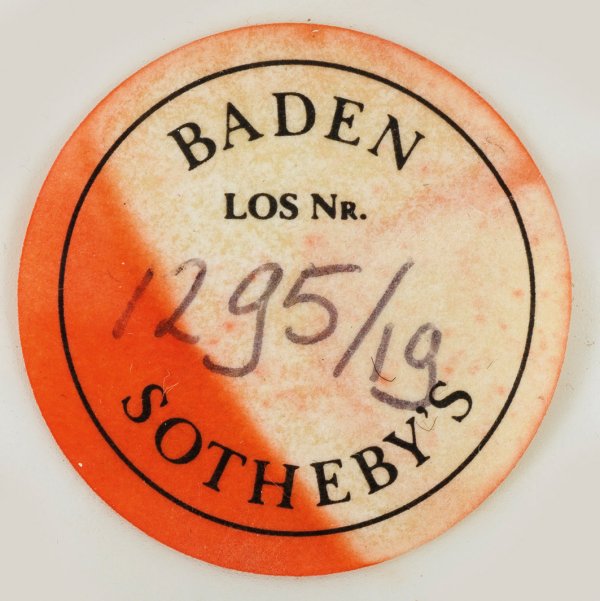 BADEN
LOS NR.
1295/19
SOTHEBY'S